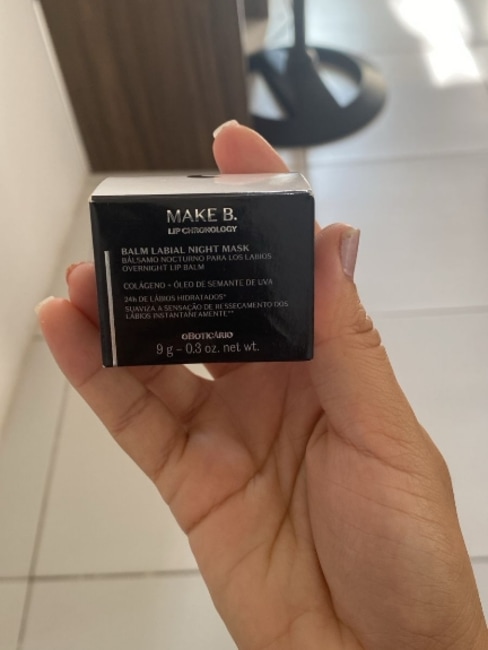 MAKE B.
LIP CHRONOLOGY
BALM LABIAL NIGHT MASK
BÁLSAMO NOCTURNO PARA LOS LABIOS
OVERNIGHT LIP BALM
COLÁGENO + ÓLEO DE SEMANTE DE UVA
24h DE LÁBIOS HIDRATADOS*
SUAVIZA A SENSAÇÃO DE RESSECAMENTO DOS
LÁBIOS INSTANTANEAMENTE**
oBOTICÁRIO
9 g – 0.3 oz. net wt.